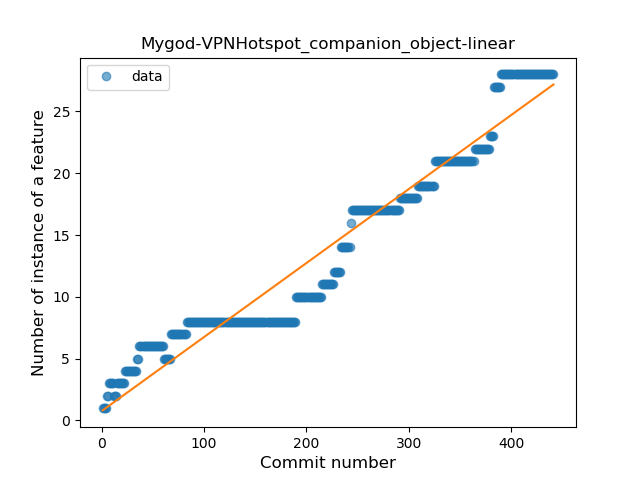 Mygod-VPNHotspot_companion_object-linear
data
Number of instance of a feature
25
20
15
10
5
0
0 100 200 300 400
Commit number